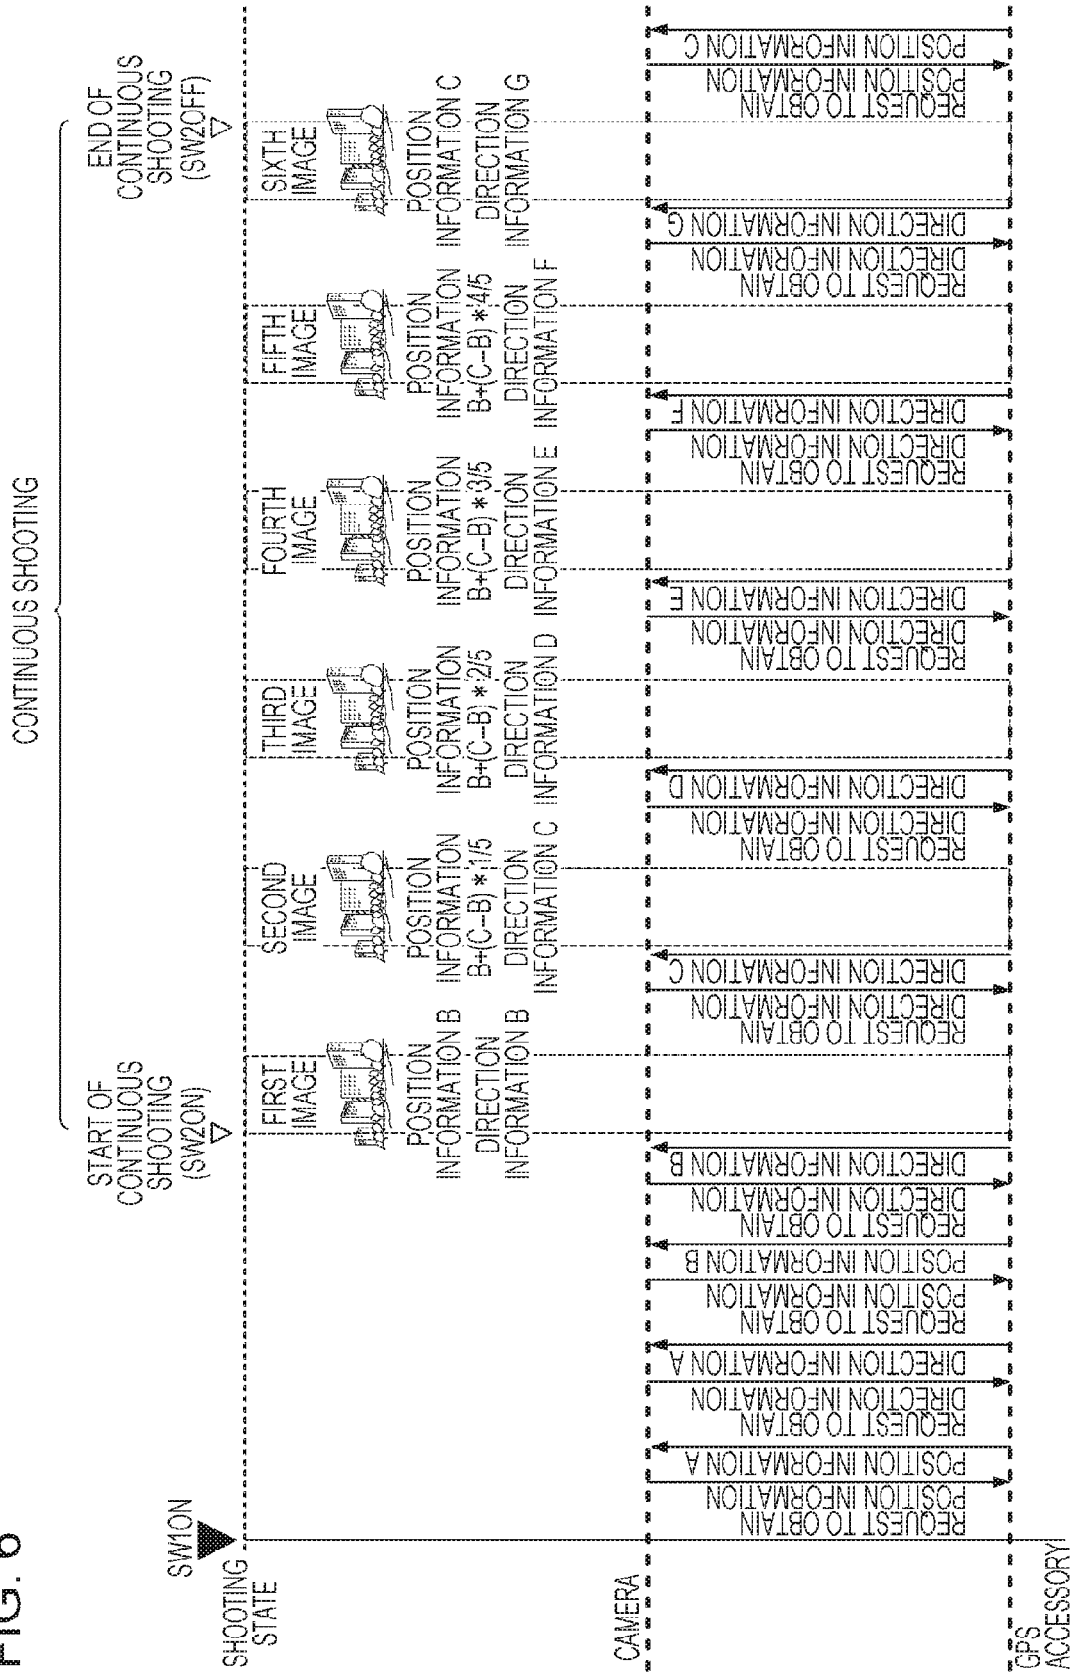 FIG. 6
CONTINUOUS SHOOTING
SW1ON
START OF
CONTINUOUS
SHOOTING
(SW2ON)
END OF
CONTINUOUS
SHOOTING
(SW2OFF)
SHOOTING
STATE
FIRST
IMAGE
POSITION
INFORMATION B
DIRECTION
INFORMATION B
SECOND
IMAGE
POSITION
INFORMATION
B+(C-B)*1/5
DIRECTION
INFORMATION C
THIRD
IMAGE
POSITION
INFORMATION
B+(C-B)*2/5
DIRECTION
INFORMATION D
FOURTH
IMAGE
POSITION
INFORMATION
B+(C-B)*3/5
DIRECTION
INFORMATION E
FIFTH
IMAGE
POSITION
INFORMATION
B+(C-B)*4/5
DIRECTION
INFORMATION F
SIXTH
IMAGE
POSITION
INFORMATION C
DIRECTION
INFORMATION G
CAMERA
REQUEST TO OBTAIN
POSITION INFORMATION
POSITION INFORMATION A
REQUEST TO OBTAIN
DIRECTION INFORMATION
DIRECTION INFORMATION A
REQUEST TO OBTAIN
POSITION INFORMATION
POSITION INFORMATION B
REQUEST TO OBTAIN
DIRECTION INFORMATION
DIRECTION INFORMATION B
REQUEST TO OBTAIN
DIRECTION INFORMATION
DIRECTION INFORMATION C
REQUEST TO OBTAIN
DIRECTION INFORMATION
DIRECTION INFORMATION D
REQUEST TO OBTAIN
DIRECTION INFORMATION
DIRECTION INFORMATION E
REQUEST TO OBTAIN
DIRECTION INFORMATION
DIRECTION INFORMATION F
REQUEST TO OBTAIN
DIRECTION INFORMATION
DIRECTION INFORMATION G
REQUEST TO OBTAIN
POSITION INFORMATION
POSITION INFORMATION C
GPS
ACCESSORY